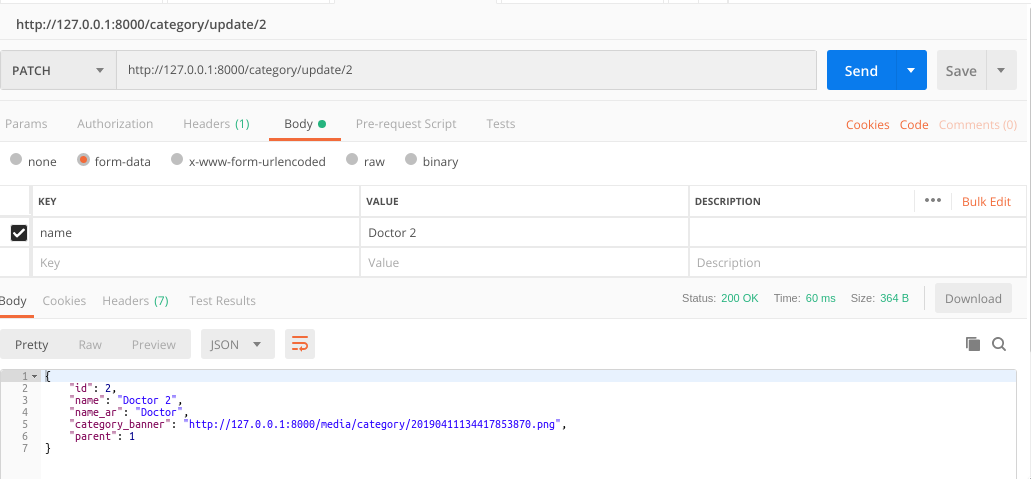 http://127.0.0.1:8000/category/update/2
PATCH http://127.0.0.1:8000/category/update/2 Send Save
Params Authorization Headers (1) Body Pre-request Script Tests Cookies Code Comments (0)
none form-data x-www-form-urlencoded raw binary
KEY VALUE DESCRIPTION ••• Bulk Edit
name Doctor 2
Key Value Description
Body Cookies Headers (7) Test Results Status: 200 OK Time: 60 ms Size: 364 B Download
Pretty Raw Preview JSON
1 {
2 "id": 2,
3 "name": "Doctor 2",
4 "name_ar": "Doctor",
5 "category_banner": "http://127.0.0.1:8000/media/category/20190411134417853870.png",
6 "parent": 1
7 }